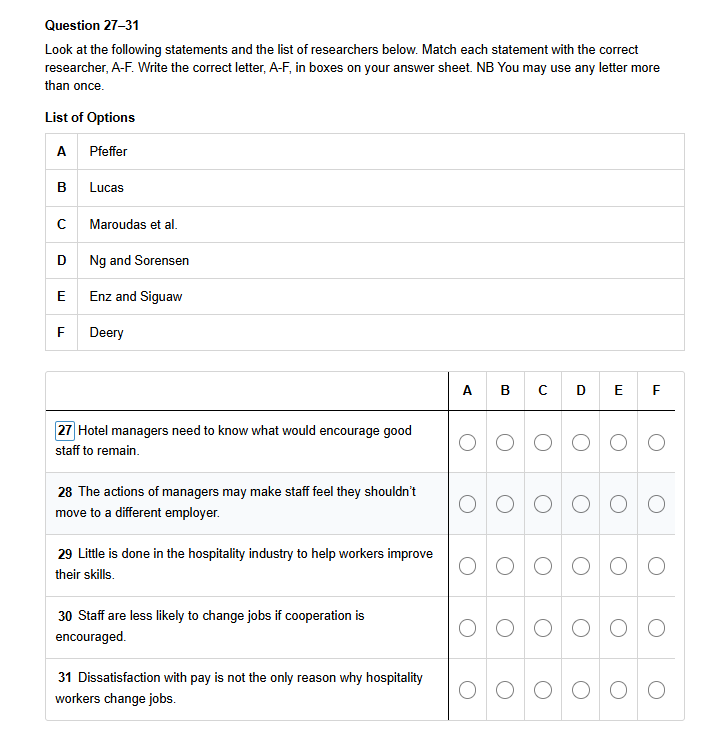 Question 27–31
Look at the following statements and the list of researchers below. Match each statement with the correct
researcher, A-F. Write the correct letter, A-F, in boxes on your answer sheet. NB You may use any letter more
than once.
List of Options
A Pfeffer
B Lucas
C Maroudas et al.
D Ng and Sorensen
E Enz and Siguaw
F Deery
A B C D E F
27 Hotel managers need to know what would encourage good
staff to remain.
28 The actions of managers may make staff feel they shouldn't
move to a different employer.
29 Little is done in the hospitality industry to help workers improve
their skills.
30 Staff are less likely to change jobs if cooperation is
encouraged.
31 Dissatisfaction with pay is not the only reason why hospitality
workers change jobs.